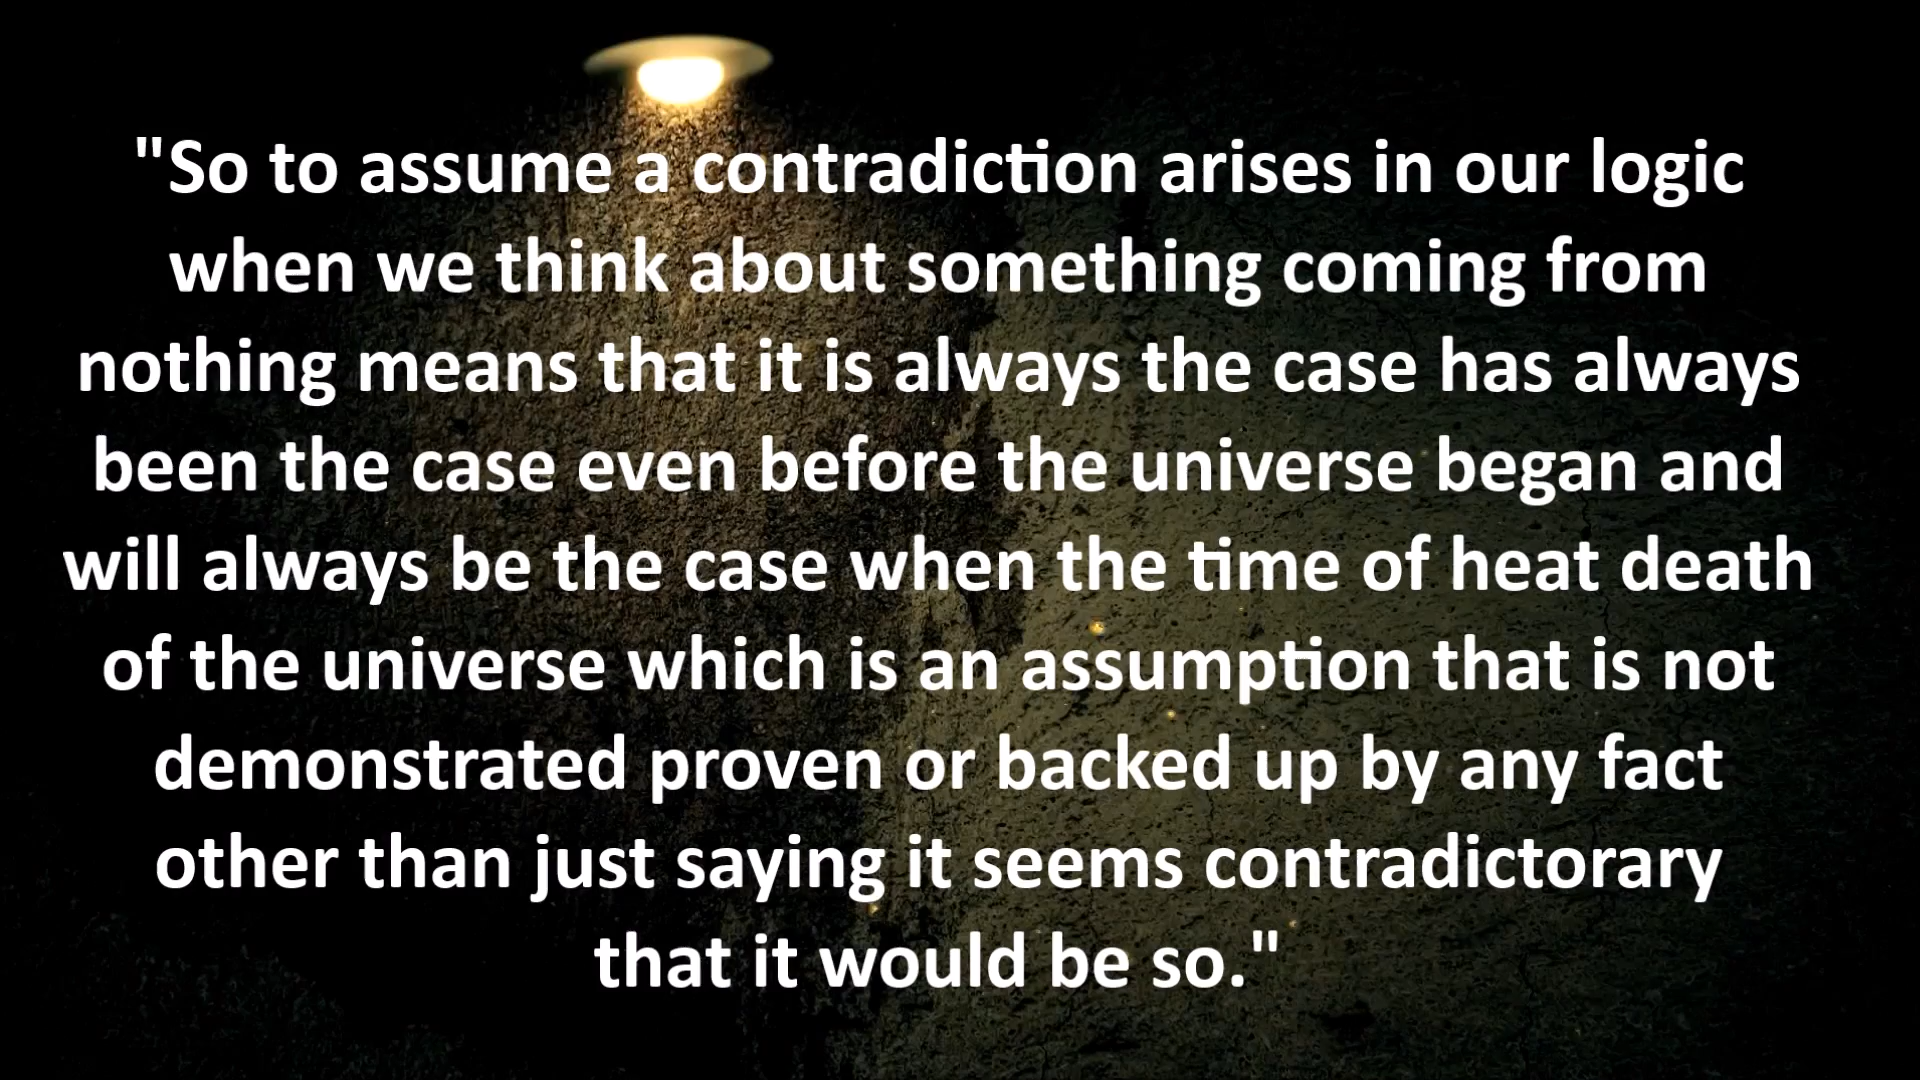 "So to assume a contradiction arises in our logic
when we think about something coming from
nothing means that it is always the case has always
been the case even before the universe began and
will always be the case when the time of heat death
of the universe which is an assumption that is not
demonstrated proven or backed up by any fact
other than just saying it seems contradictorary
that it would be so."